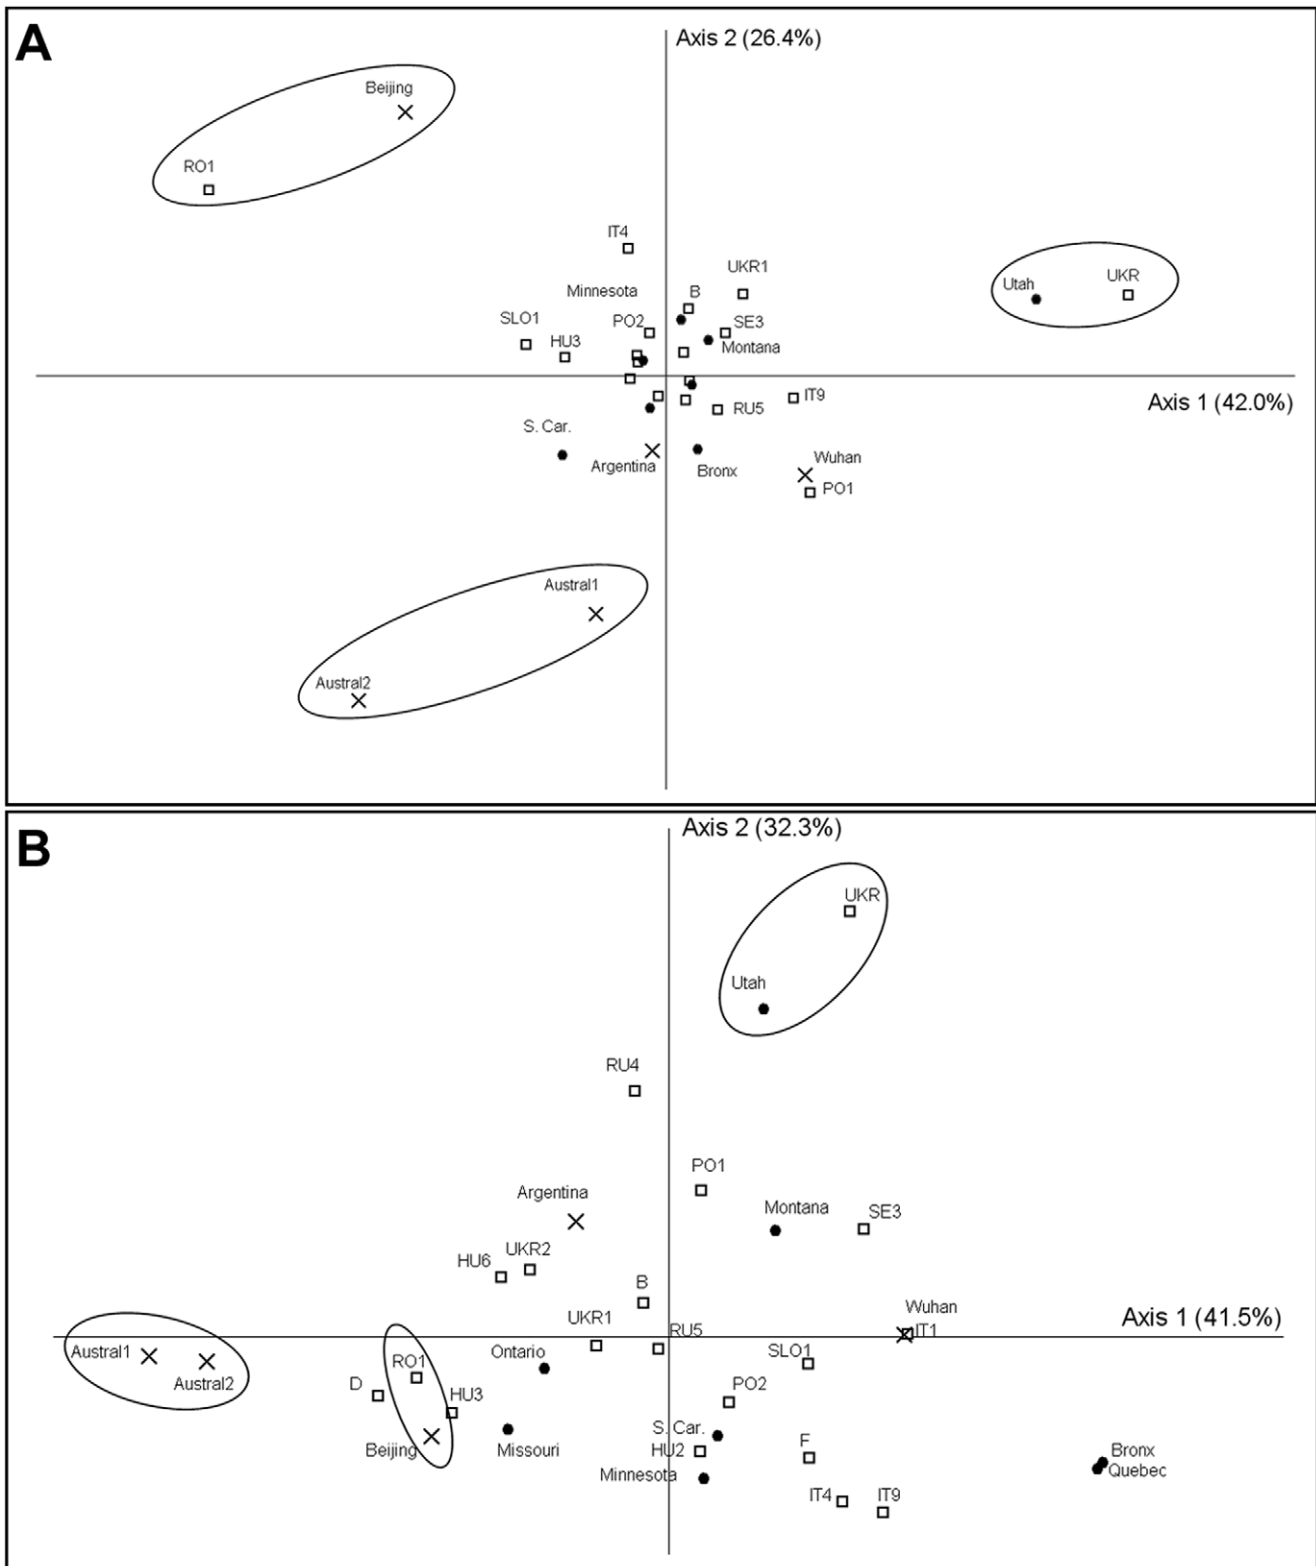 A
Axis 2 (26.4%)
Beijing
RO1
IT4
UKR1
Utah
UKR
Minnesota
B
SLO1
PO2
SE3
HU3
Montana
Axis 1 (42.0%)
IT9
RU5
S. Car.
Argentina
Bronx
Wuhan
PO1
Austral1
Austral2
B
Axis 2 (32.3%)
UKR
Utah
RU4
PO1
Argentina
Montana
SE3
HU6
UKR2
B
UKR1
RU5
Wuhan
IT1
Axis 1 (41.5%)
Austral1
Austral2
RO1
Ontario
SLO1
D
HU3
PO2
Beijing
Missouri
S. Car.
HU2
F
Minnesota
Bronx
Quebec
IT4
IT9